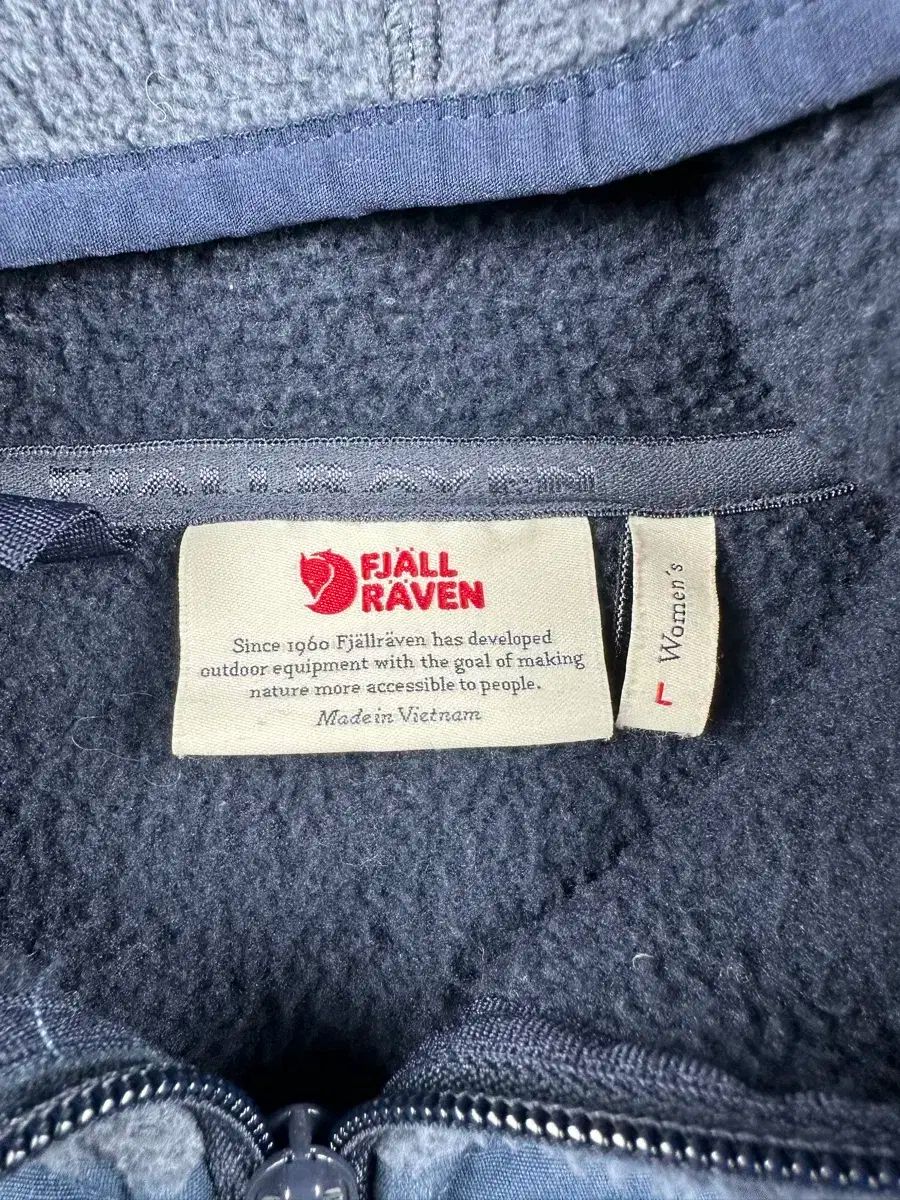 FJÄLLRÄVEN
FJÄLL
RÄVEN
Since 1960 Fjällräven has developed
outdoor equipment with the goal of making
nature more accessible to people.
Made in Vietnam
L Women's